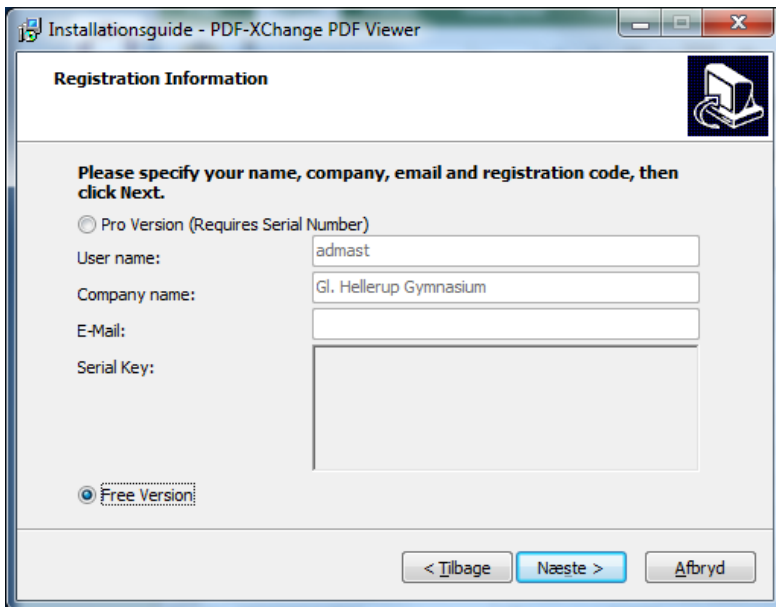 Installationsguide - PDF-XChange PDF Viewer
Registration Information
Please specify your name, company, email and registration code, then
click Next.
Pro Version (Requires Serial Number)
User name:
admast
Company name:
Gl. Hellerup Gymnasium
E-Mail:
Serial Key:
Free Version
< Tilbage
Næste >
Afbryd